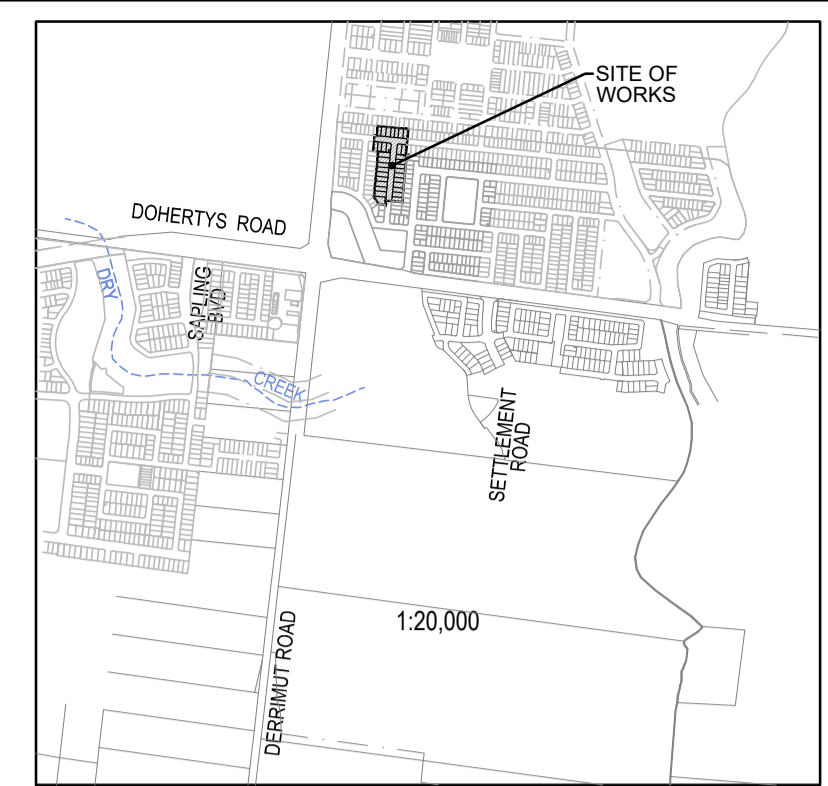 SITE OF
WORKS
DOHERTYS ROAD
DRY
SAPLING
BVD
CREEK
SETTLEMENT
ROAD
1:20,000
DERRIMUT ROAD